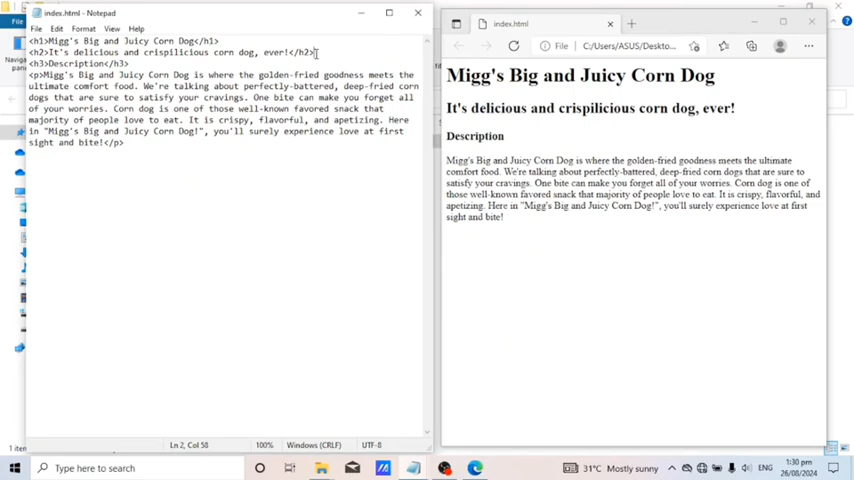 index.html - Notepad
File Edit Format View Help
<h1>Migg's Big and Juicy Corn Dog</h1>
<h2>It's delicious and crispilicious corn dog, ever!</h2>
<h3>Description</h3>
<p>Migg's Big and Juicy Corn Dog is where the golden-fried goodness meets the
ultimate comfort food. We're talking about perfectly-battered, deep-fried corn
dogs that are sure to satisfy your cravings. One bite can make you forget all
of your worries. Corn dog is one of those well-known favored snack that
majority of people love to eat. It is crispy, flavorful, and apetizing. Here
in "Migg's Big and Juicy Corn Dog!", you'll surely experience love at first
sight and bite!</p>
Ln 2, Col 58 100% Windows (CRLF) UTF-8
index.html
File C:/Users/ASUS/Deskto...
Migg's Big and Juicy Corn Dog
It's delicious and crispilicious corn dog, ever!
Description
Migg's Big and Juicy Corn Dog is where the golden-fried goodness meets the ultimate
comfort food. We're talking about perfectly-battered, deep-fried corn dogs that are sure to
satisfy your cravings. One bite can make you forget all of your worries. Corn dog is one of
those well-known favored snack that majority of people love to eat. It is crispy, flavorful, and
apetizing. Here in "Migg's Big and Juicy Corn Dog!", you'll surely experience love at first
sight and bite!
File
Navigation
pane
1 item
Type here to search
31°C Mostly sunny
ENG
1:30 pm
26/08/2024